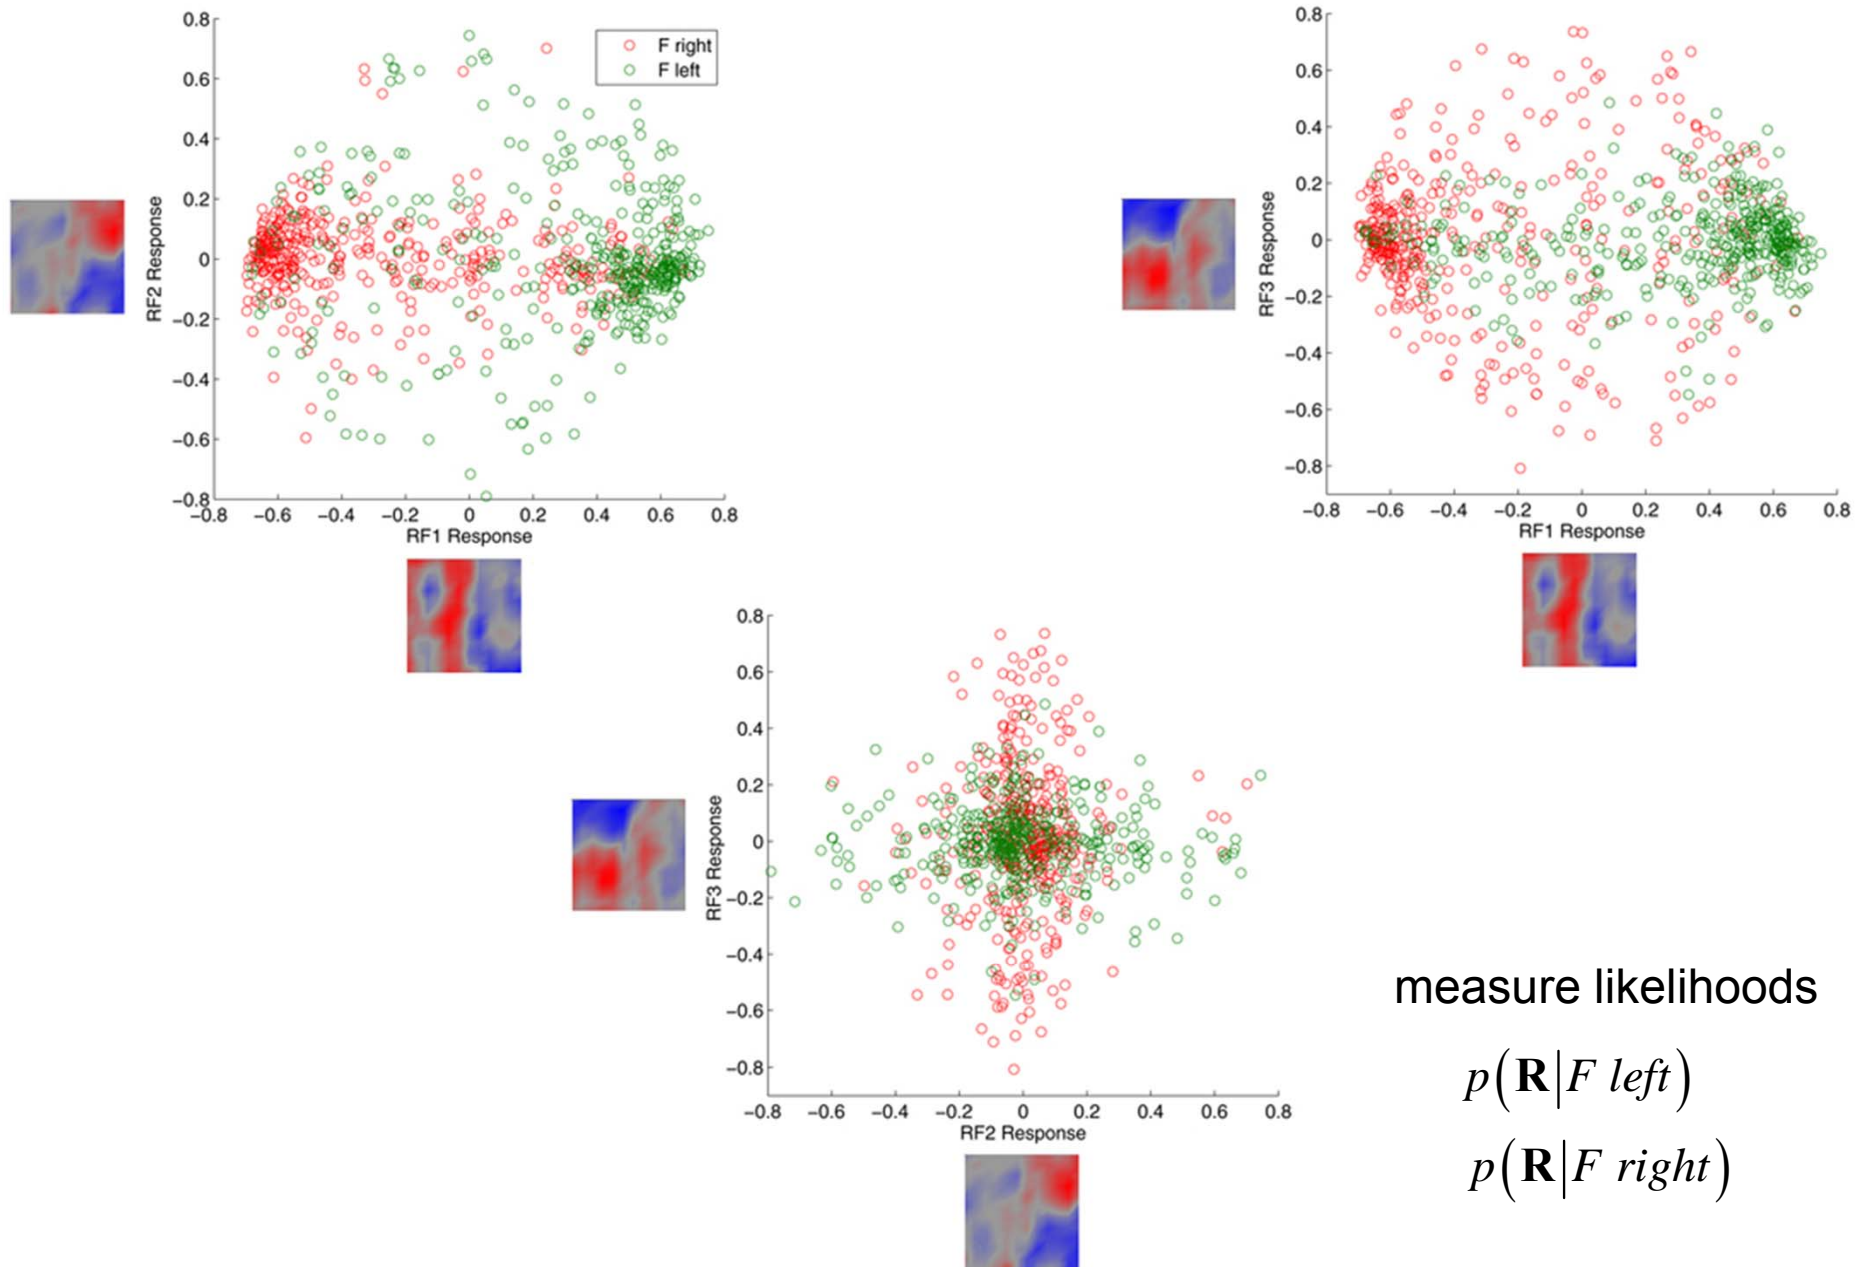 0.8
0.6
0.4
0.2
0
−0.2
−0.4
−0.6
−0.8
RF2 Response
F right
F left
−0.8 −0.6 −0.4 −0.2 0 0.2 0.4 0.6 0.8
RF1 Response
0.8
0.6
0.4
0.2
0
−0.2
−0.4
−0.6
−0.8
RF3 Response
−0.8 −0.6 −0.4 −0.2 0 0.2 0.4 0.6 0.8
RF1 Response
0.8
0.6
0.4
0.2
0
−0.2
−0.4
−0.6
−0.8
RF3 Response
−0.8 −0.6 −0.4 −0.2 0 0.2 0.4 0.6 0.8
RF2 Response
measure likelihoods
p(R|F left)
p(R|F right)